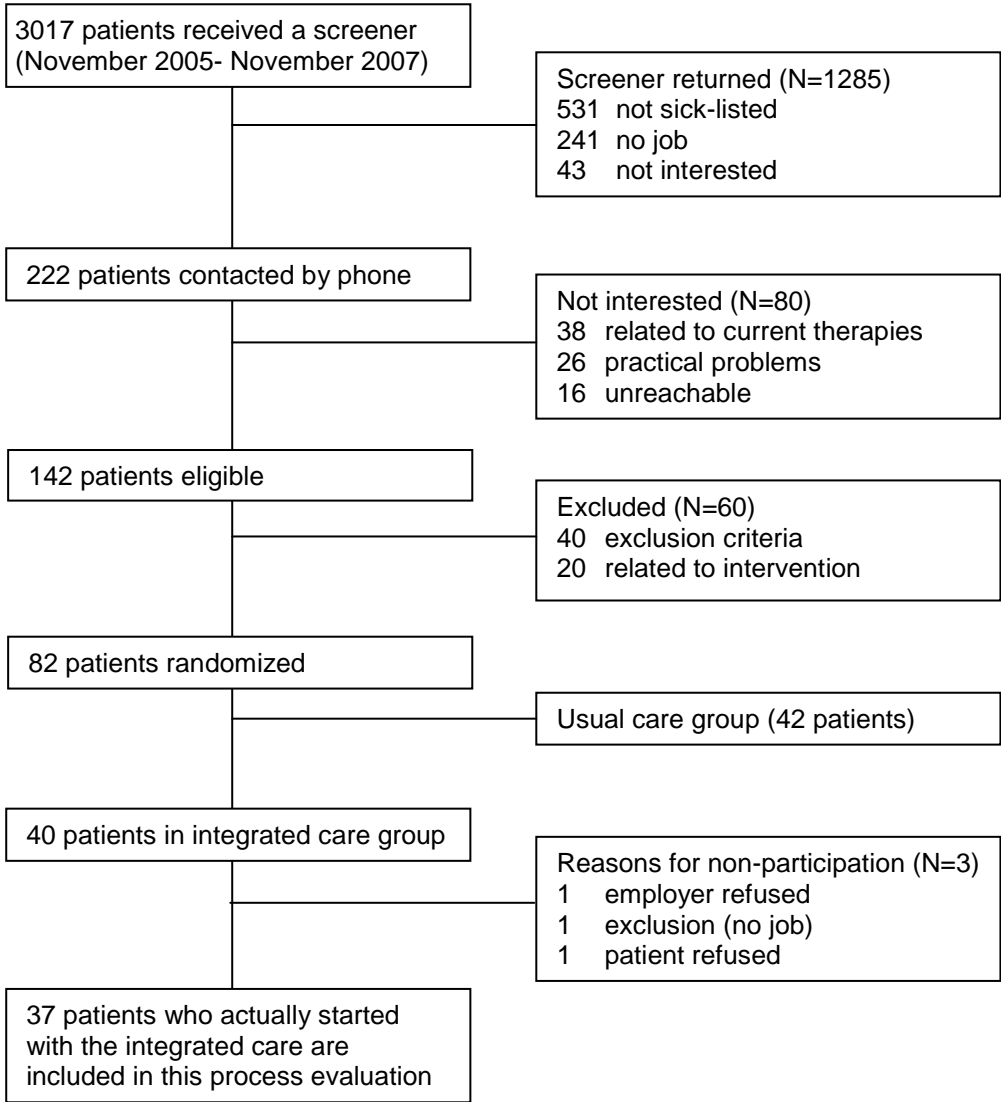 3017 patients received a screener
(November 2005- November 2007)
Screener returned (N=1285)
531 not sick-listed
241 no job
43 not interested
222 patients contacted by phone
Not interested (N=80)
38 related to current therapies
26 practical problems
16 unreachable
142 patients eligible
Excluded (N=60)
40 exclusion criteria
20 related to intervention
82 patients randomized
Usual care group (42 patients)
40 patients in integrated care group
Reasons for non-participation (N=3)
1 employer refused
1 exclusion (no job)
1 patient refused
37 patients who actually started
with the integrated care are
included in this process evaluation